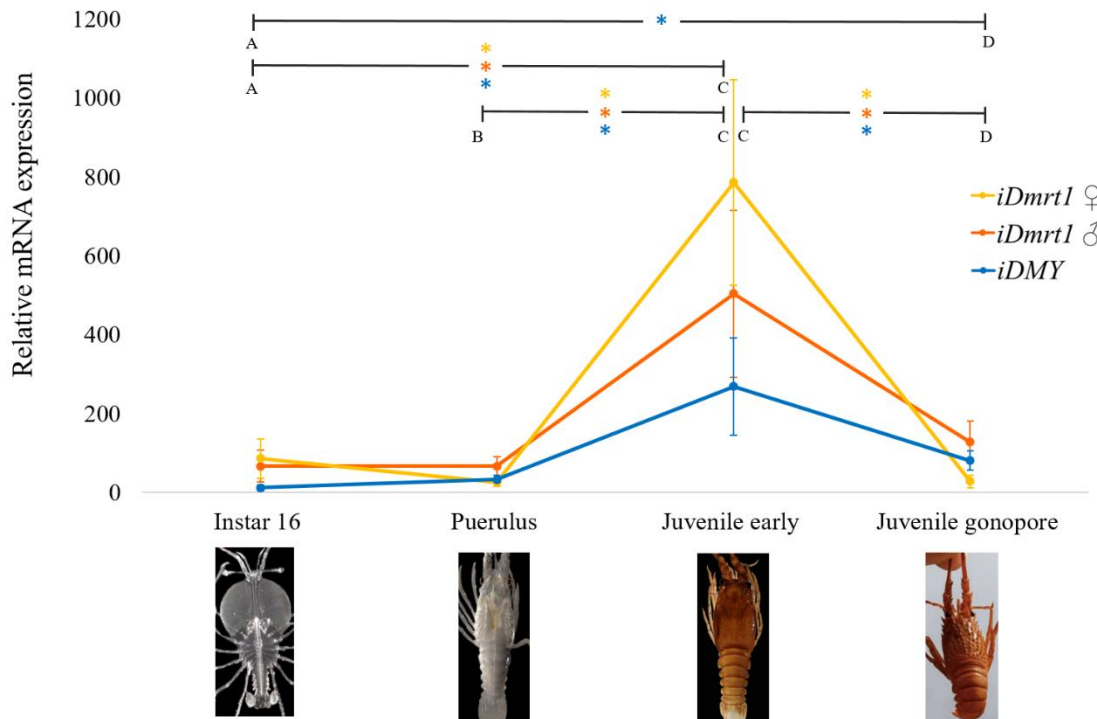 1200
1000
800
600
400
200
0
Relative mRNA expression
A * D
*
*
A * C
*
*
B * C
*
*
C * D
iDmrt1 ♀
iDmrt1 ♂
iDMY
Instar 16 Puerulus Juvenile early Juvenile gonopore